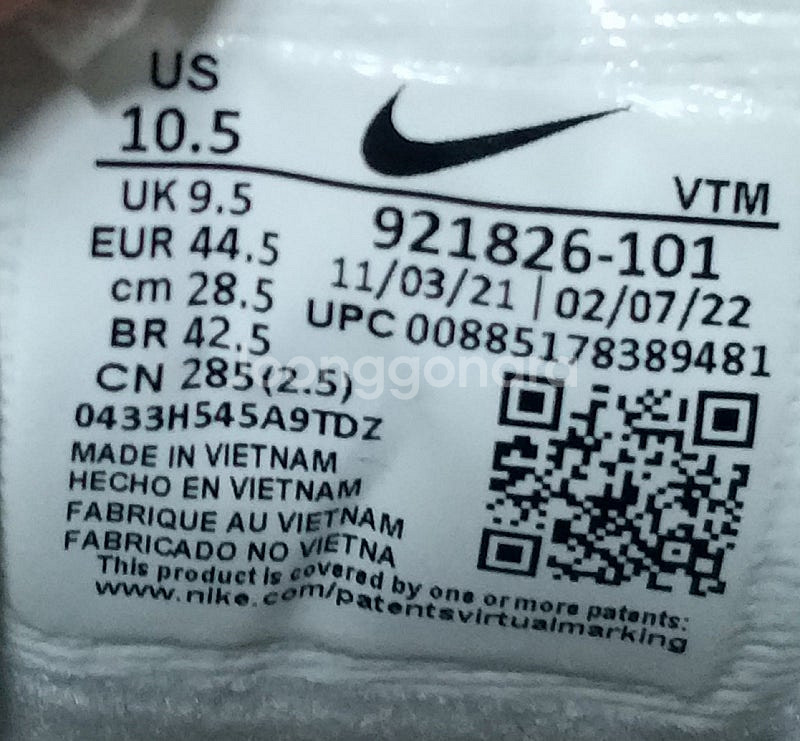 US
10.5
UK 9.5
EUR 44.5
cm 28.5
BR 42.5
CN 285(2.5)
0433H545A9TDZ
MADE IN VIETNAM
HECHO EN VIETNAM
FABRIQUE AU VIETNAM
FABRICADO NO VIETNA
VTM
921826-101
11/03/21 | 02/07/22
UPC 00885178389481
joonggonara
This product is covered by one or more patents:
www.nike.com/patentsvirtualmarking